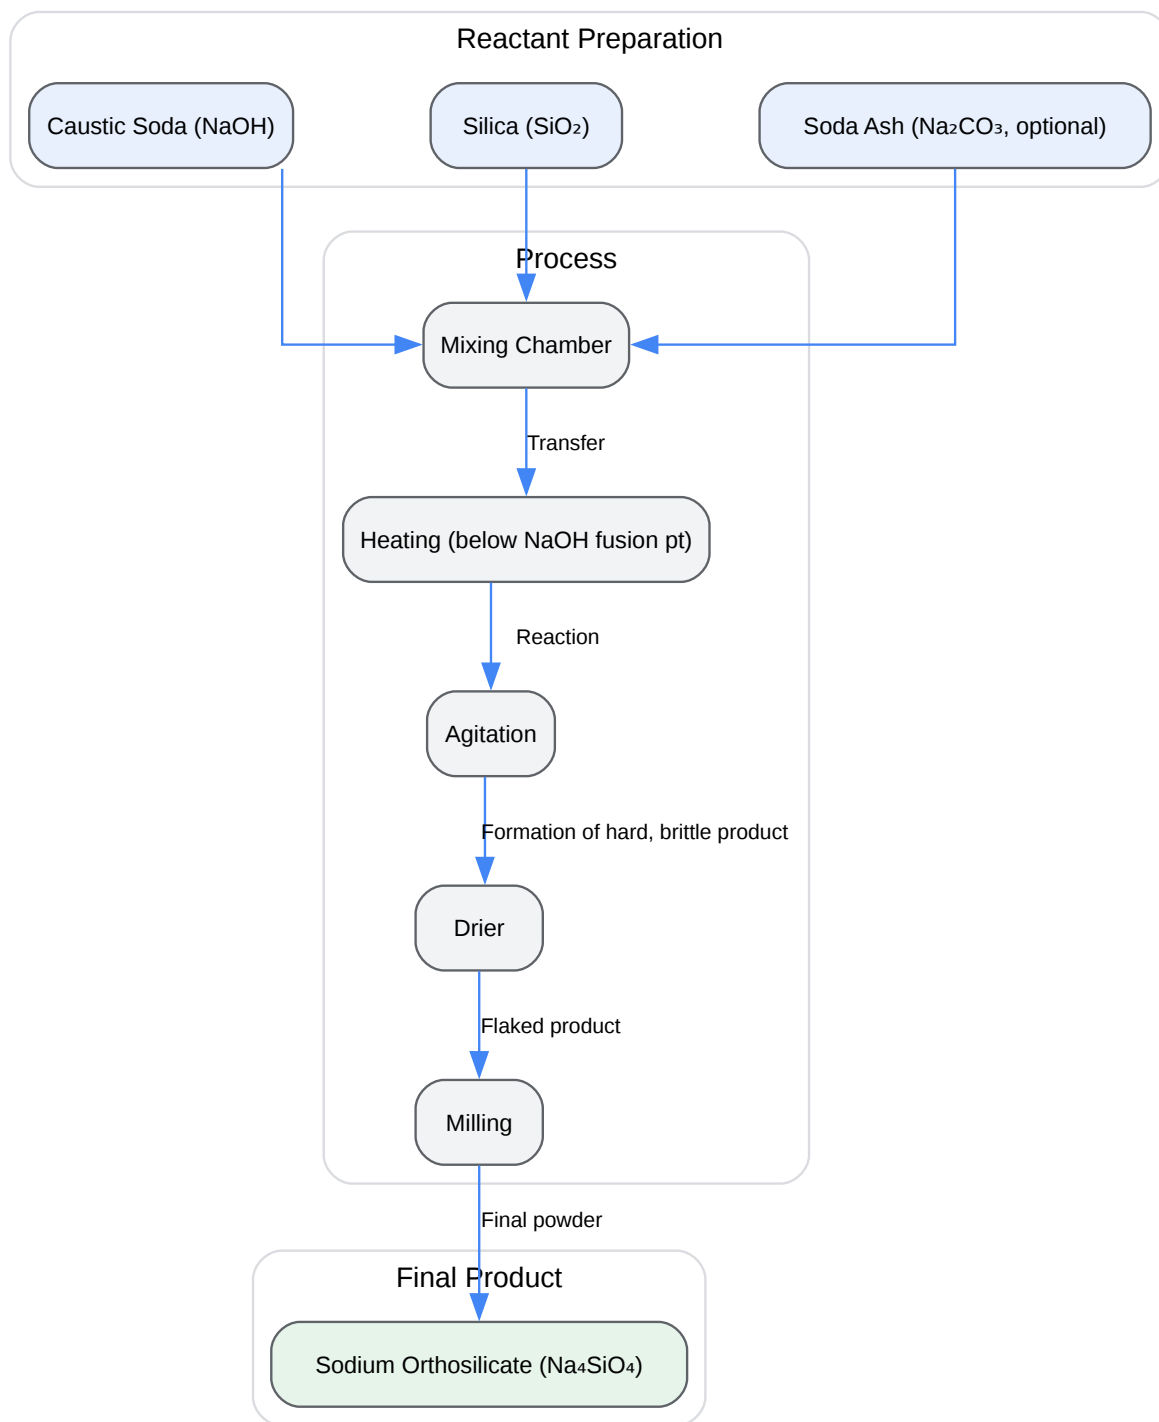 Reactant Preparation
Caustic Soda (NaOH)
Silica (SiO₂)
Soda Ash (Na₂CO₃, optional)
Process
Mixing Chamber
Transfer
Heating (below NaOH fusion pt)
Reaction
Agitation
Formation of hard, brittle product
Drier
Flaked product
Milling
Final powder
Final Product
Sodium Orthosilicate (Na₄SiO₄)